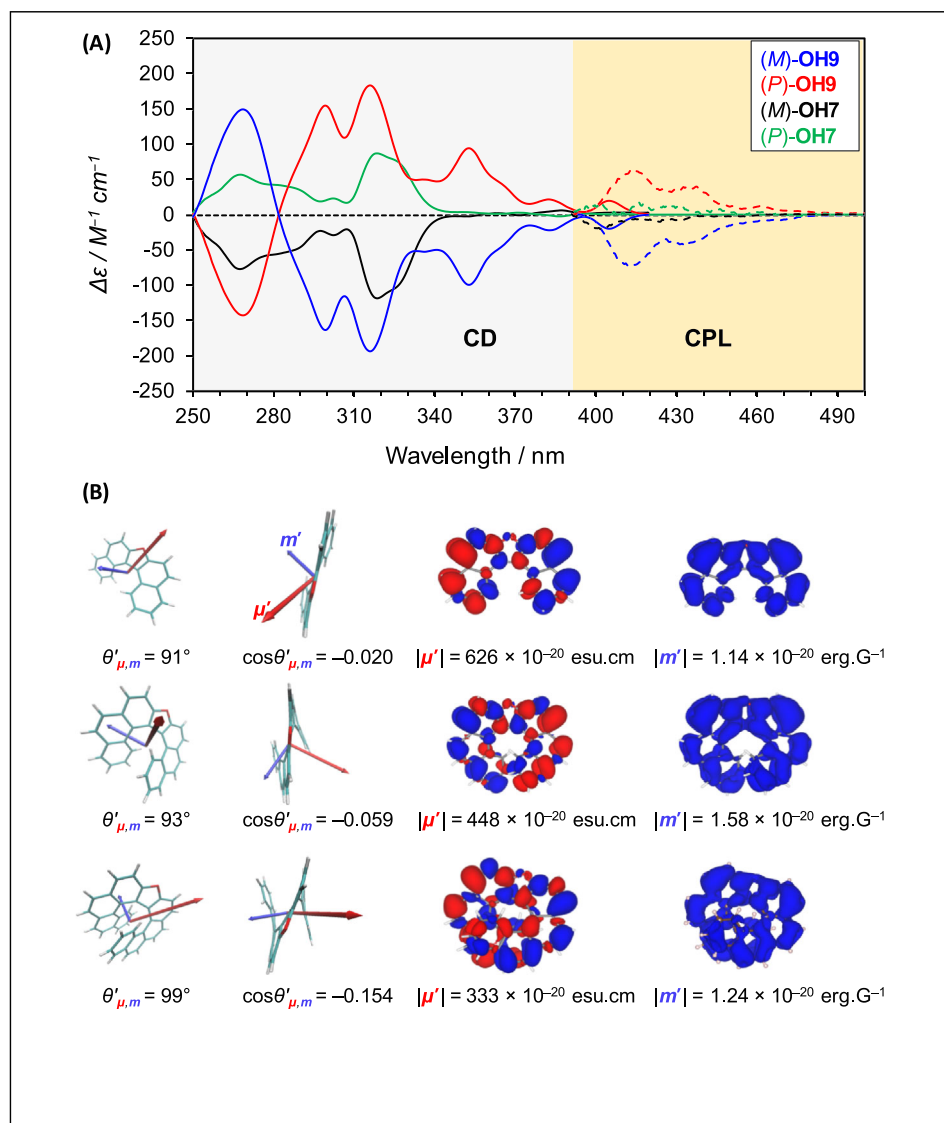 (A)
250
200
150
100
50
0
-50
-100
-150
-200
-250
Δε / M⁻¹ cm⁻¹
(M)-OH9
(P)-OH9
(M)-OH7
(P)-OH7
CD
CPL
250 280 310 340 370 400 430 460 490
Wavelength / nm
(B)
m′
μ′
θ′μ,m = 91° cosθ′μ,m = –0.020 |μ′| = 626 × 10⁻²⁰ esu.cm |m′| = 1.14 × 10⁻²⁰ erg.G⁻¹
θ′μ,m = 93° cosθ′μ,m = –0.059 |μ′| = 448 × 10⁻²⁰ esu.cm |m′| = 1.58 × 10⁻²⁰ erg.G⁻¹
θ′μ,m = 99° cosθ′μ,m = –0.154 |μ′| = 333 × 10⁻²⁰ esu.cm |m′| = 1.24 × 10⁻²⁰ erg.G⁻¹